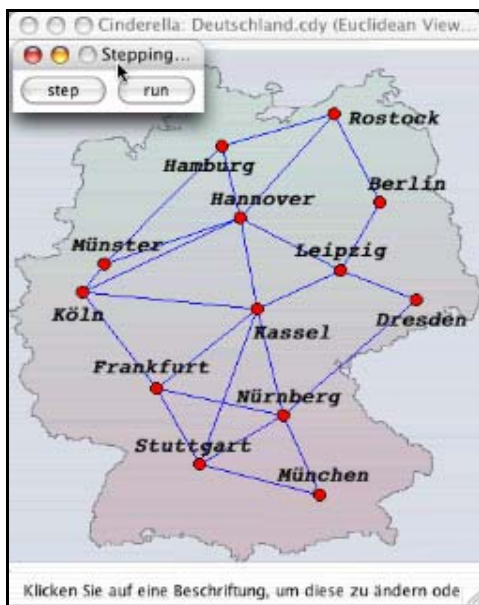 Cinderella: Deutschland.cdy (Euclidean View...
Stepping...
step run
Rostock
Hamburg
Berlin
Hannover
Münster
Leipzig
Köln
Dresden
Kassel
Frankfurt
Nürnberg
Stuttgart
München
Klicken Sie auf eine Beschriftung, um diese zu ändern ode